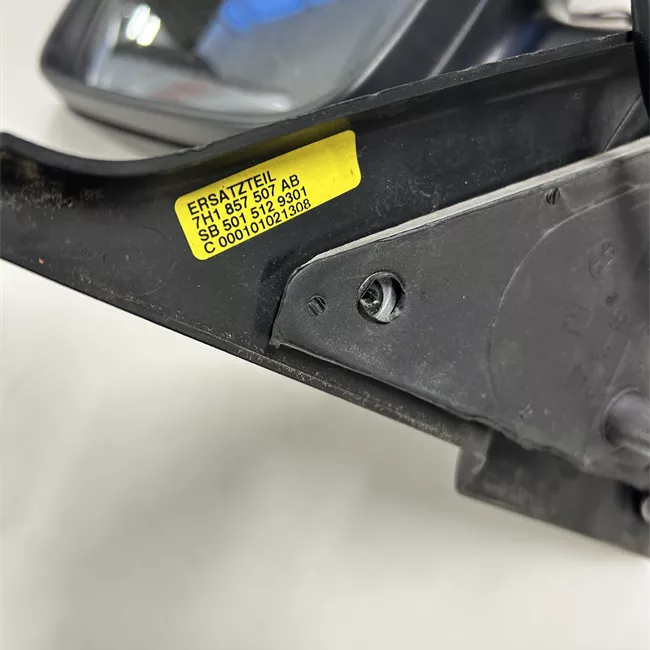 ERSATZTEIL
7H1 857 507 AB
SB 501 512 9301
C 000101021308